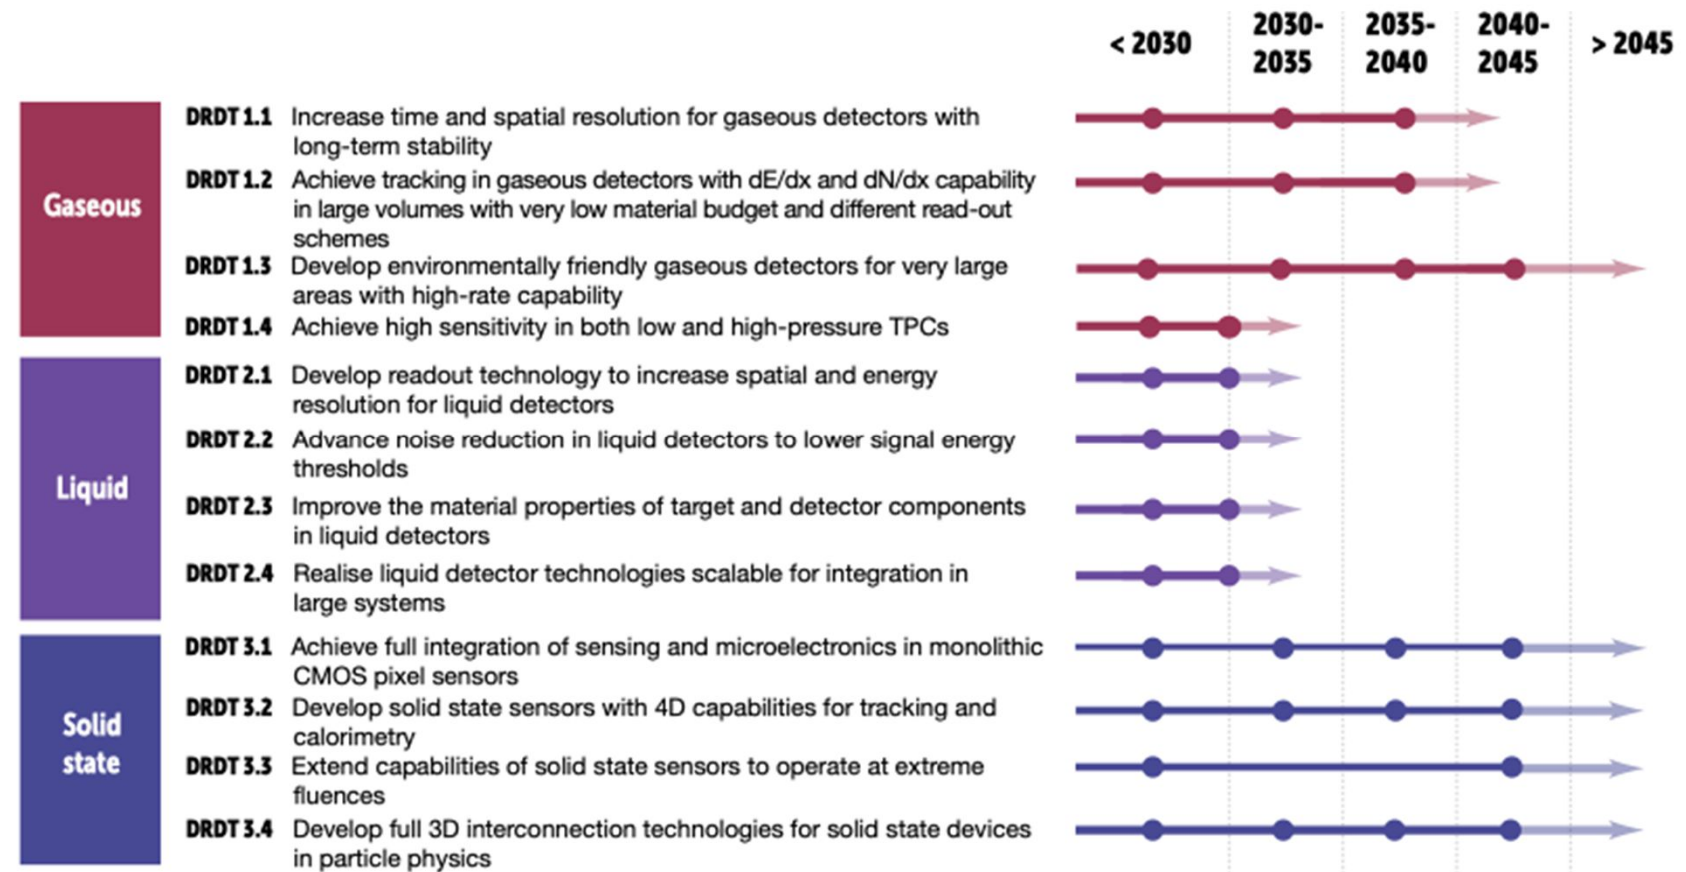 < 2030
2030-
2035
2035-
2040
2040-
2045
> 2045
Gaseous
DRDT 1.1 Increase time and spatial resolution for gaseous detectors with
long-term stability
DRDT 1.2 Achieve tracking in gaseous detectors with dE/dx and dN/dx capability
in large volumes with very low material budget and different read-out
schemes
DRDT 1.3 Develop environmentally friendly gaseous detectors for very large
areas with high-rate capability
DRDT 1.4 Achieve high sensitivity in both low and high-pressure TPCs
Liquid
DRDT 2.1 Develop readout technology to increase spatial and energy
resolution for liquid detectors
DRDT 2.2 Advance noise reduction in liquid detectors to lower signal energy
thresholds
DRDT 2.3 Improve the material properties of target and detector components
in liquid detectors
DRDT 2.4 Realise liquid detector technologies scalable for integration in
large systems
Solid
state
DRDT 3.1 Achieve full integration of sensing and microelectronics in monolithic
CMOS pixel sensors
DRDT 3.2 Develop solid state sensors with 4D capabilities for tracking and
calorimetry
DRDT 3.3 Extend capabilities of solid state sensors to operate at extreme
fluences
DRDT 3.4 Develop full 3D interconnection technologies for solid state devices
in particle physics